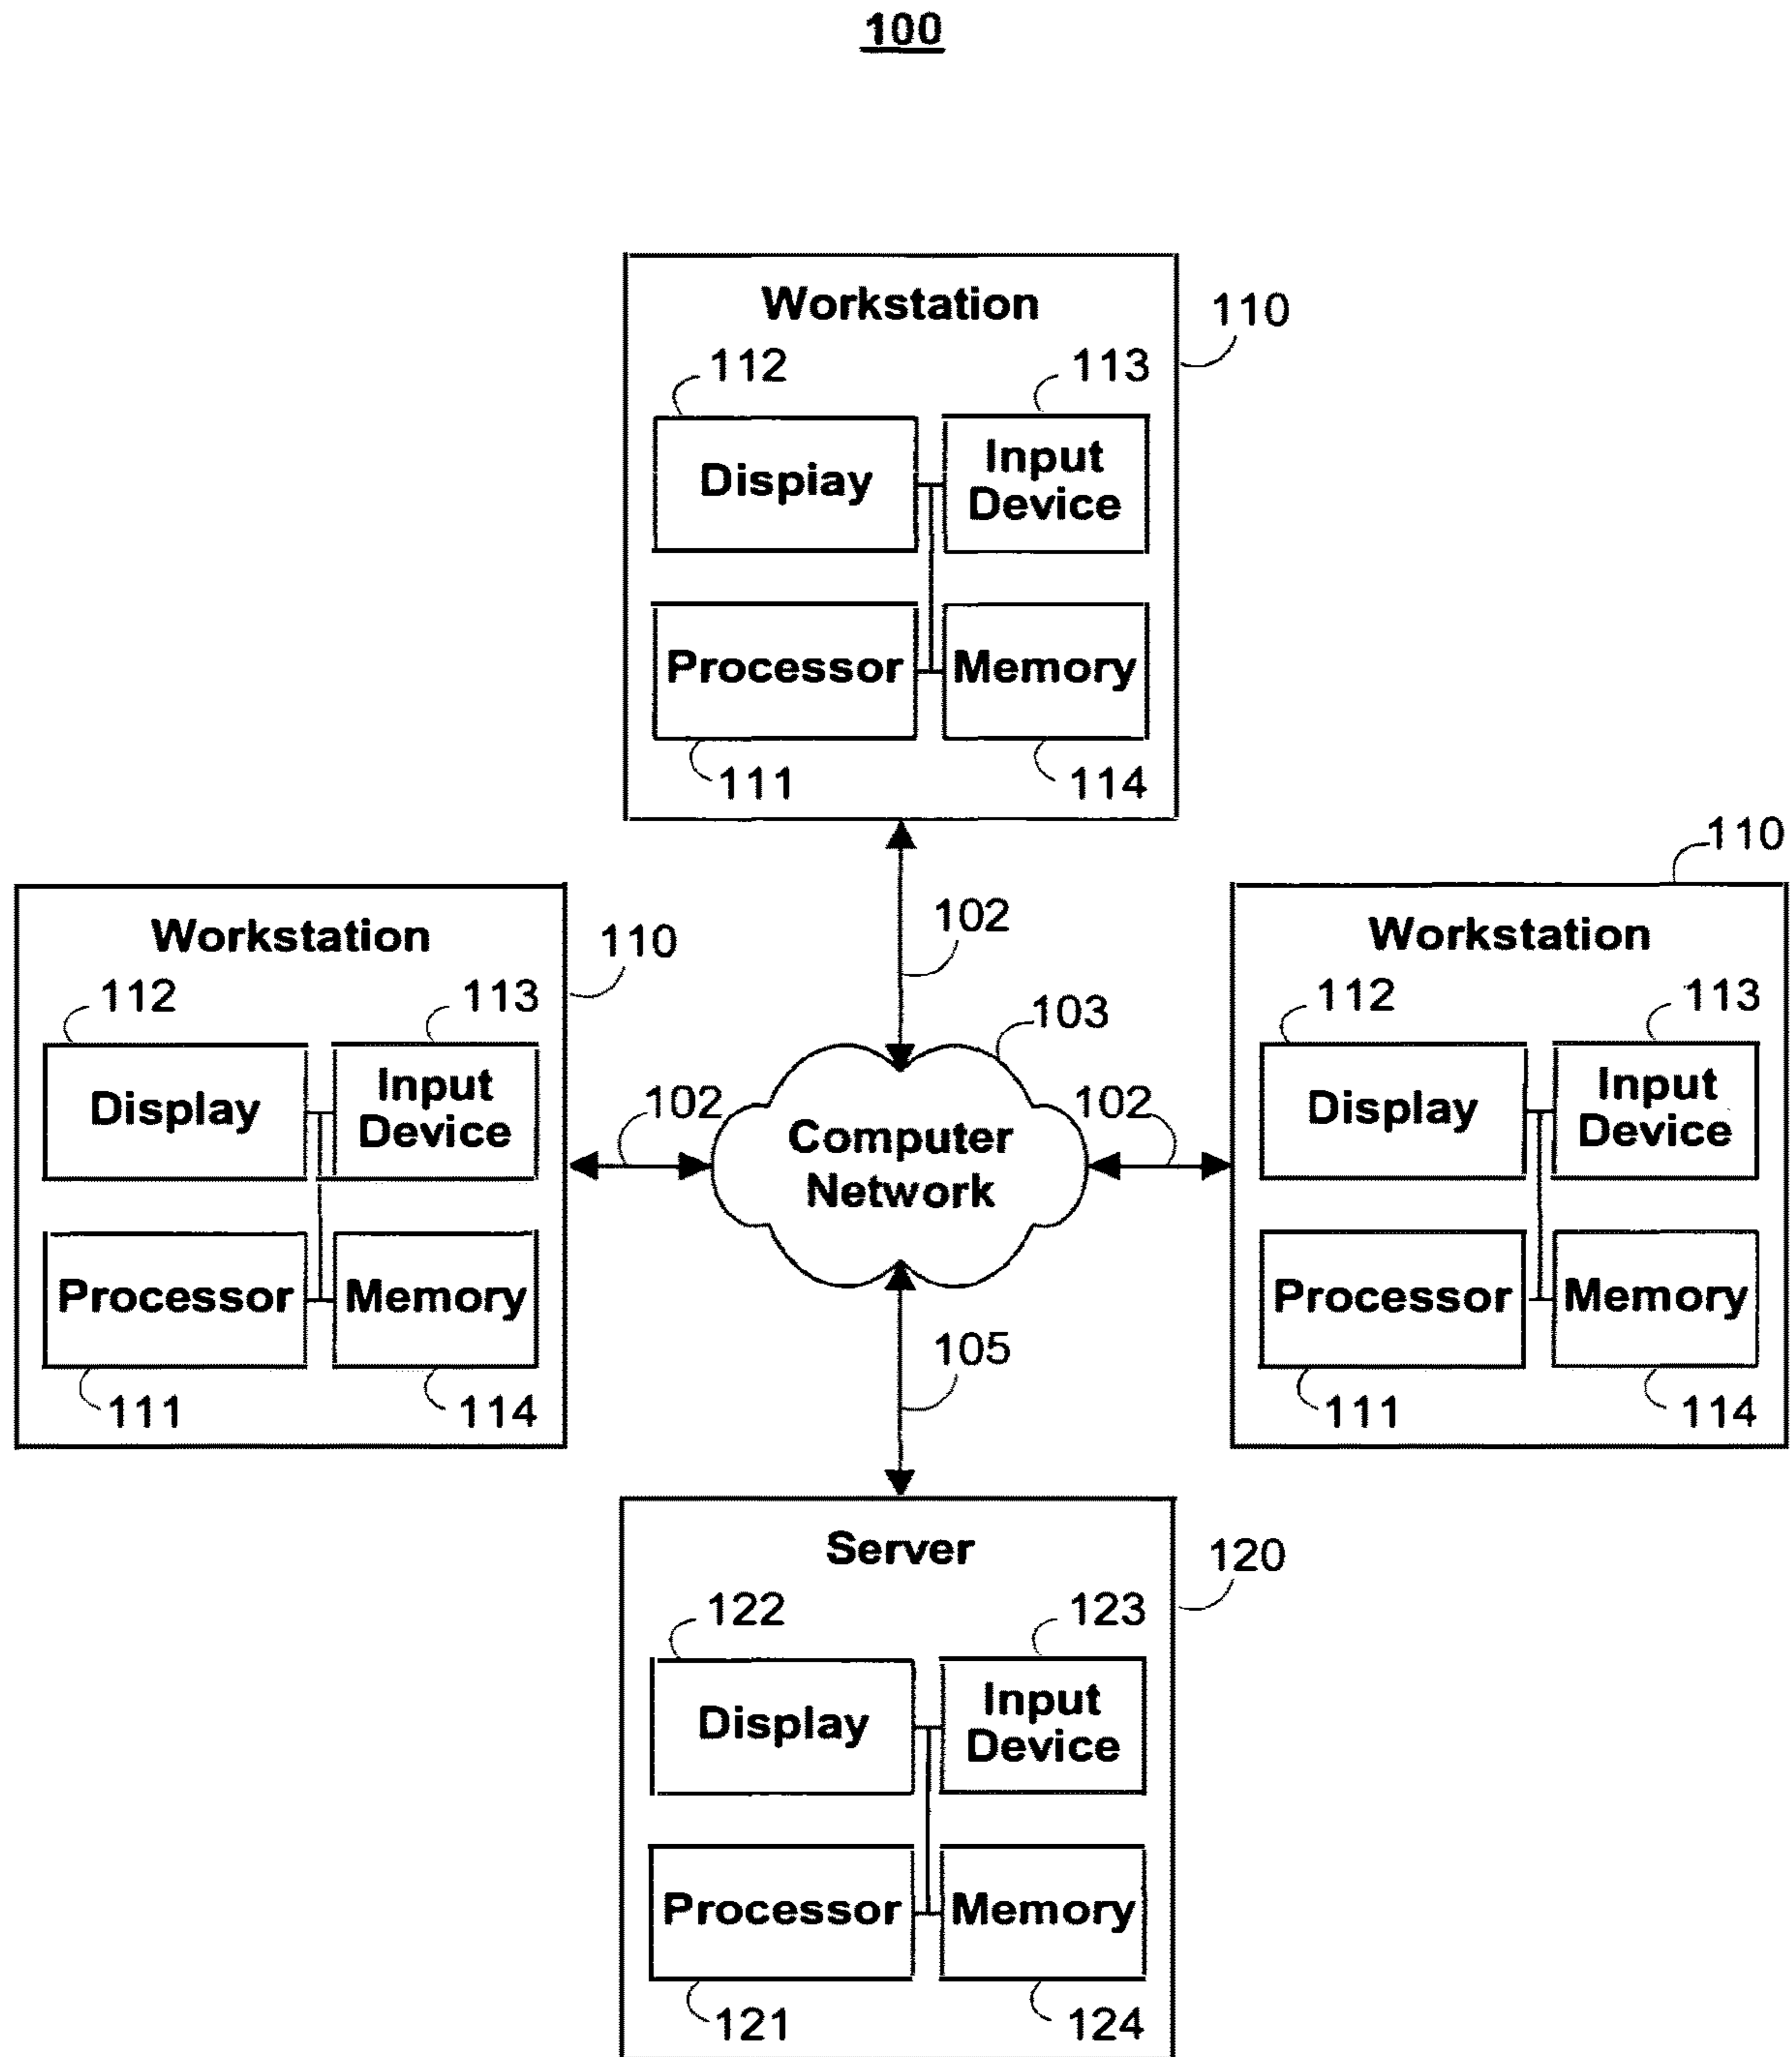 100
Workstation
110
112
113
Display
Input
Device
Processor
Memory
111
114
110
Workstation
110
112
113
Display
Input
Device
Processor
Memory
111
114
102
103
102
102
Computer
Network
105
Workstation
112
113
Display
Input
Device
Processor
Memory
111
114
Server
120
122
123
Display
Input
Device
Processor
Memory
121
124